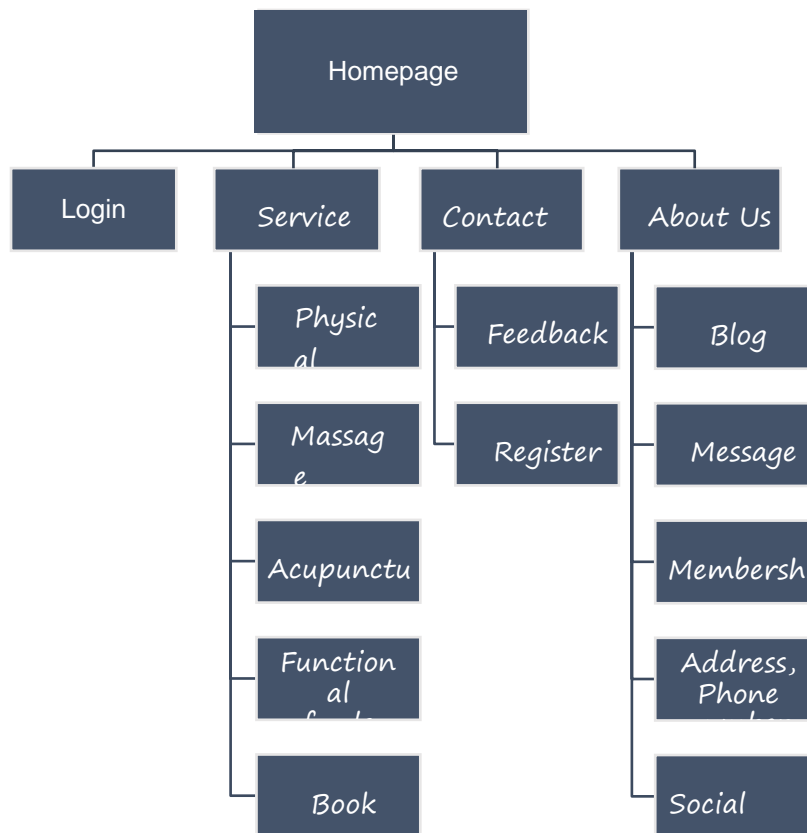 Homepage
Login
Service
Contact
About Us
Physic
al
Feedback
Blog
Massag
e
Register
Message
Acupunctu
Membersh
Function
al
Address,
Phone
Book
Social